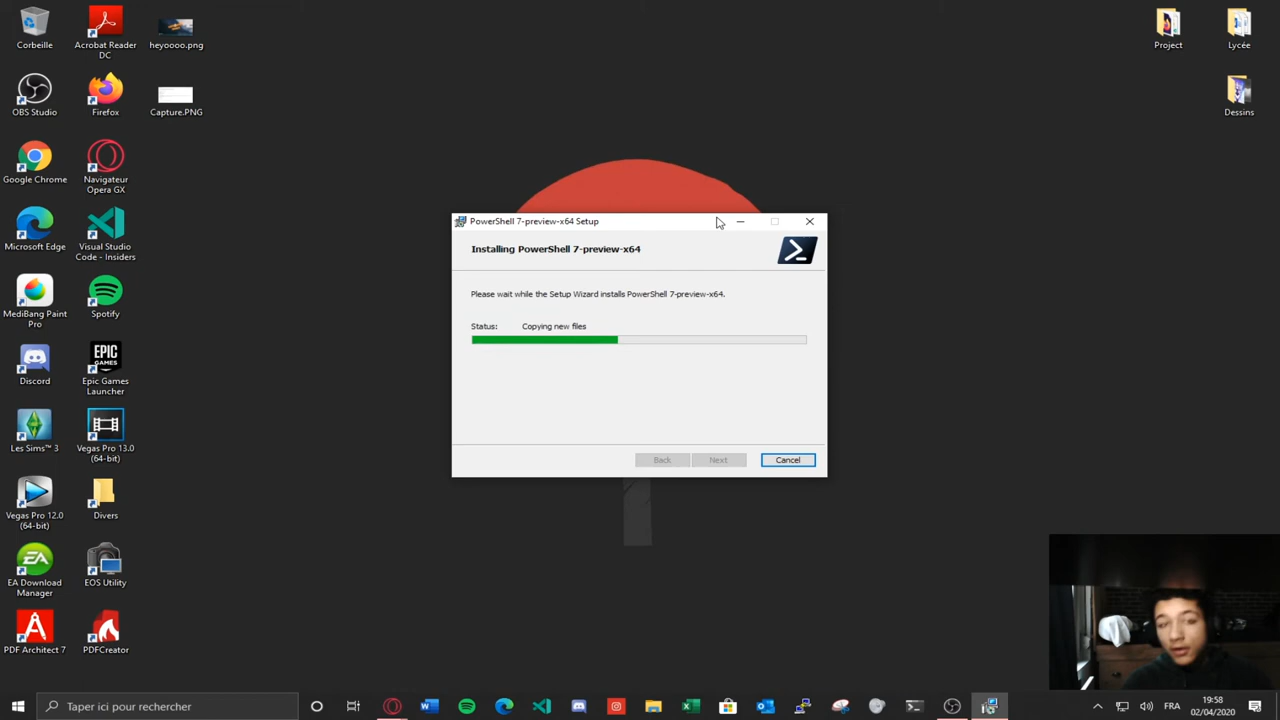 Corbeille
Acrobat Reader
DC
heyoooo.png
OBS Studio
Firefox
Capture.PNG
Google Chrome
Navigateur
Opera GX
Microsoft Edge
Visual Studio
Code - Insiders
MediBang Paint
Pro
Spotify
Discord
EPIC
GAMES
Epic Games
Launcher
Les Sims™ 3
Vegas Pro 13.0
(64-bit)
Vegas Pro 12.0
(64-bit)
Divers
EA
EA Download
Manager
EOS Utility
PDF Architect 7
PDFCreator
Project
Lycée
Dessins
PowerShell 7-preview-x64 Setup
Installing PowerShell 7-preview-x64
Please wait while the Setup Wizard installs PowerShell 7-preview-x64.
Status: Copying new files
Back
Next
Cancel
Taper ici pour rechercher
FRA
19:58
02/04/2020